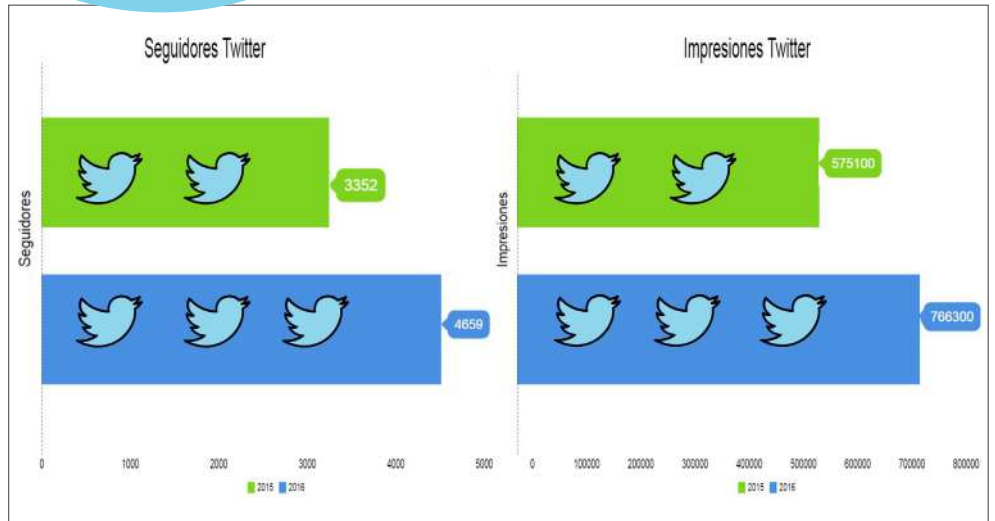 Seguidores Twitter
Seguidores
3352
4659
0 1000 2000 3000 4000 5000
2015 2016
Impresiones Twitter
Impresiones
575100
766300
0 100000 200000 300000 400000 500000 600000 700000 800000
2015 2016